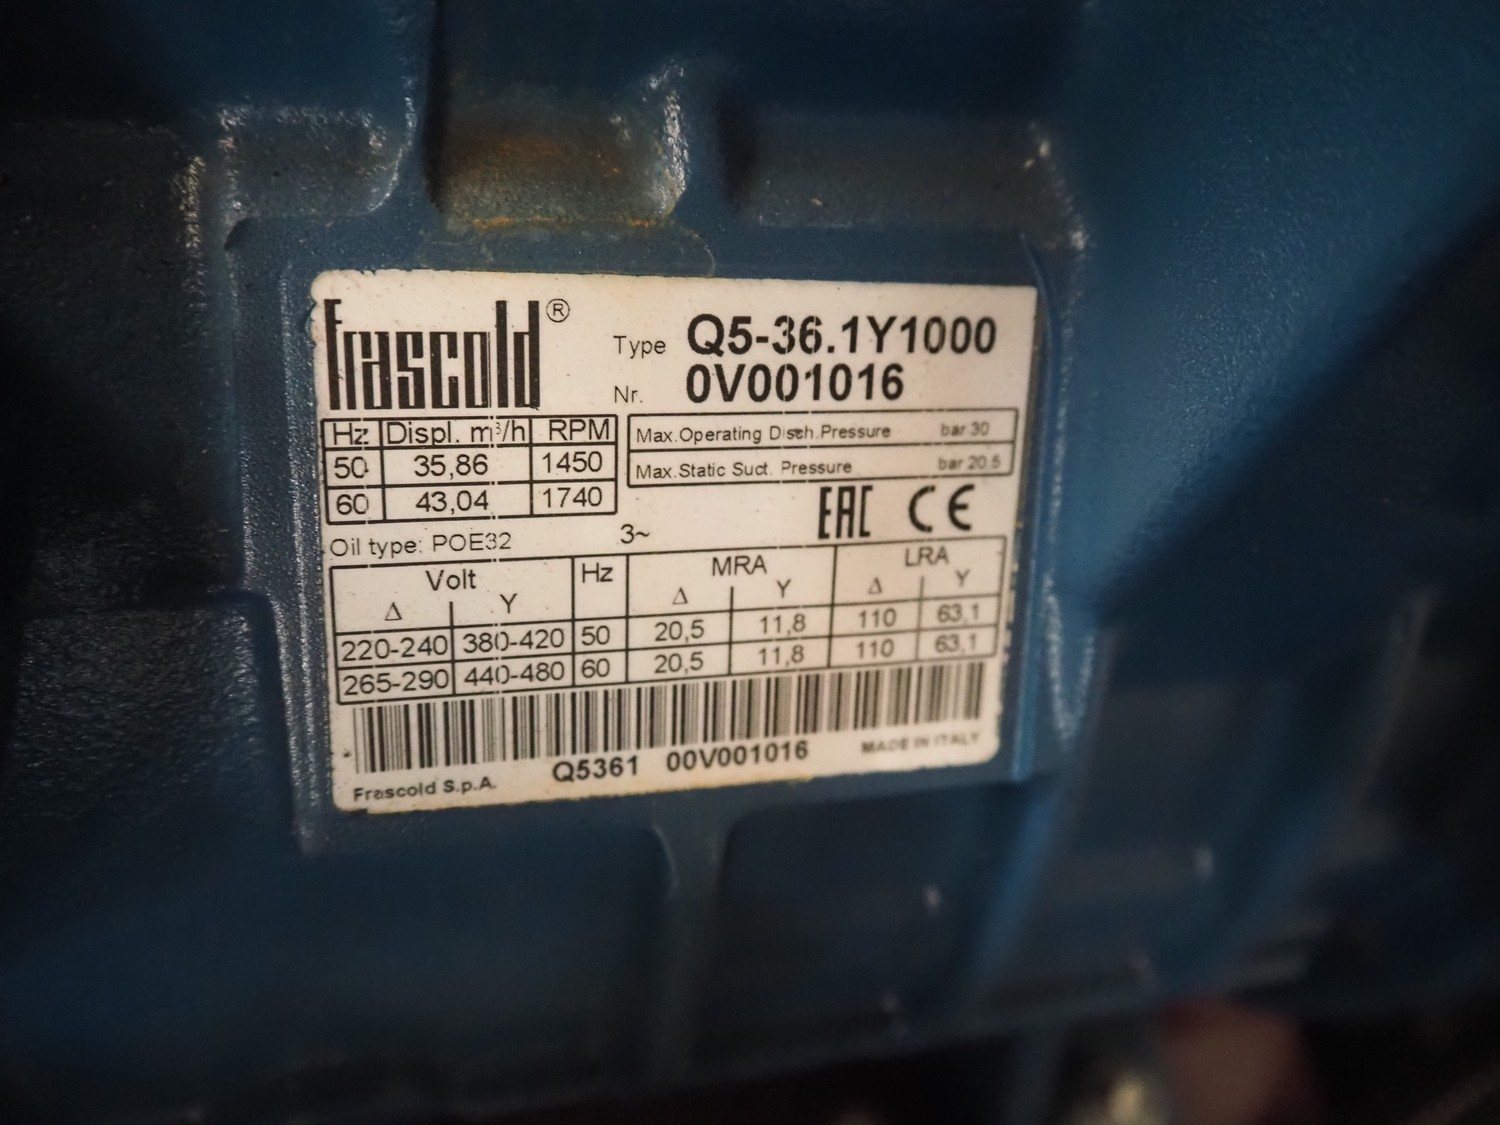 Frascold®
Type Q5-36.1Y1000
Nr. 0V001016
Hz Displ. m³/h RPM
50 35,86 1450
60 43,04 1740
Max.Operating Disch.Pressure bar 30
Max.Static Suct. Pressure bar 20.5
EAC CE
Oil type: POE32 3~
Volt Hz MRA LRA
Δ Y Δ Y Δ Y
220-240 380-420 50 20,5 11,8 110 63,1
265-290 440-480 60 20,5 11,8 110 63,1
Frascold S.p.A. Q5361 00V001016 MADE IN ITALY